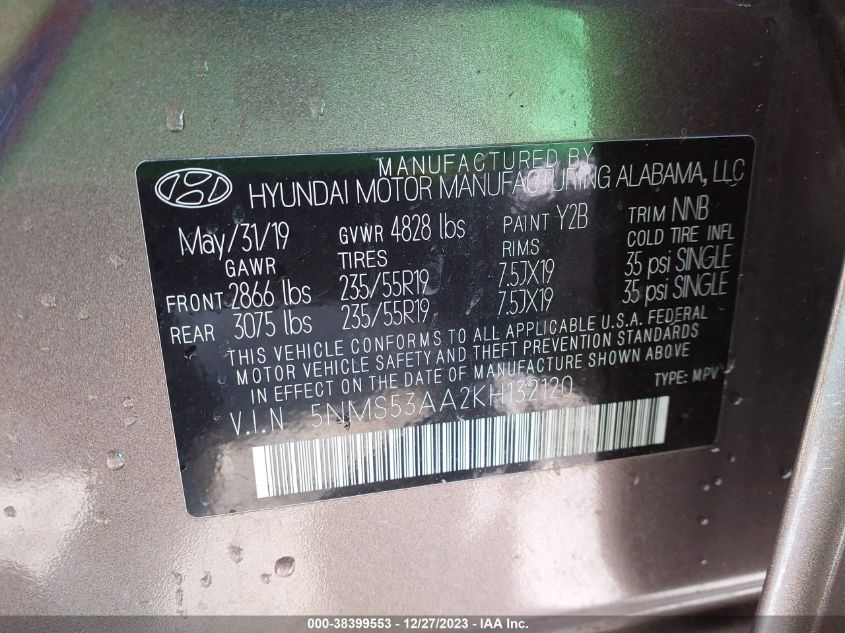 MANUFACTURED BY
HYUNDAI MOTOR MANUFACTURING ALABAMA, LLC
May/31/19 GVWR 4828 lbs PAINT Y2B TRIM NNB
GAWR TIRES RIMS COLD TIRE INFL
FRONT 2866 lbs 235/55R19 7.5JX19 35 psi SINGLE
REAR 3075 lbs 235/55R19 7.5JX19 35 psi SINGLE
THIS VEHICLE CONFORMS TO ALL APPLICABLE U.S.A. FEDERAL
MOTOR VEHICLE SAFETY AND THEFT PREVENTION STANDARDS
IN EFFECT ON THE DATE OF MANUFACTURE SHOWN ABOVE
V.I.N 5NMS53AA2KH132120 TYPE: MPV
000-38399553 - 12/27/2023 - IAA Inc.